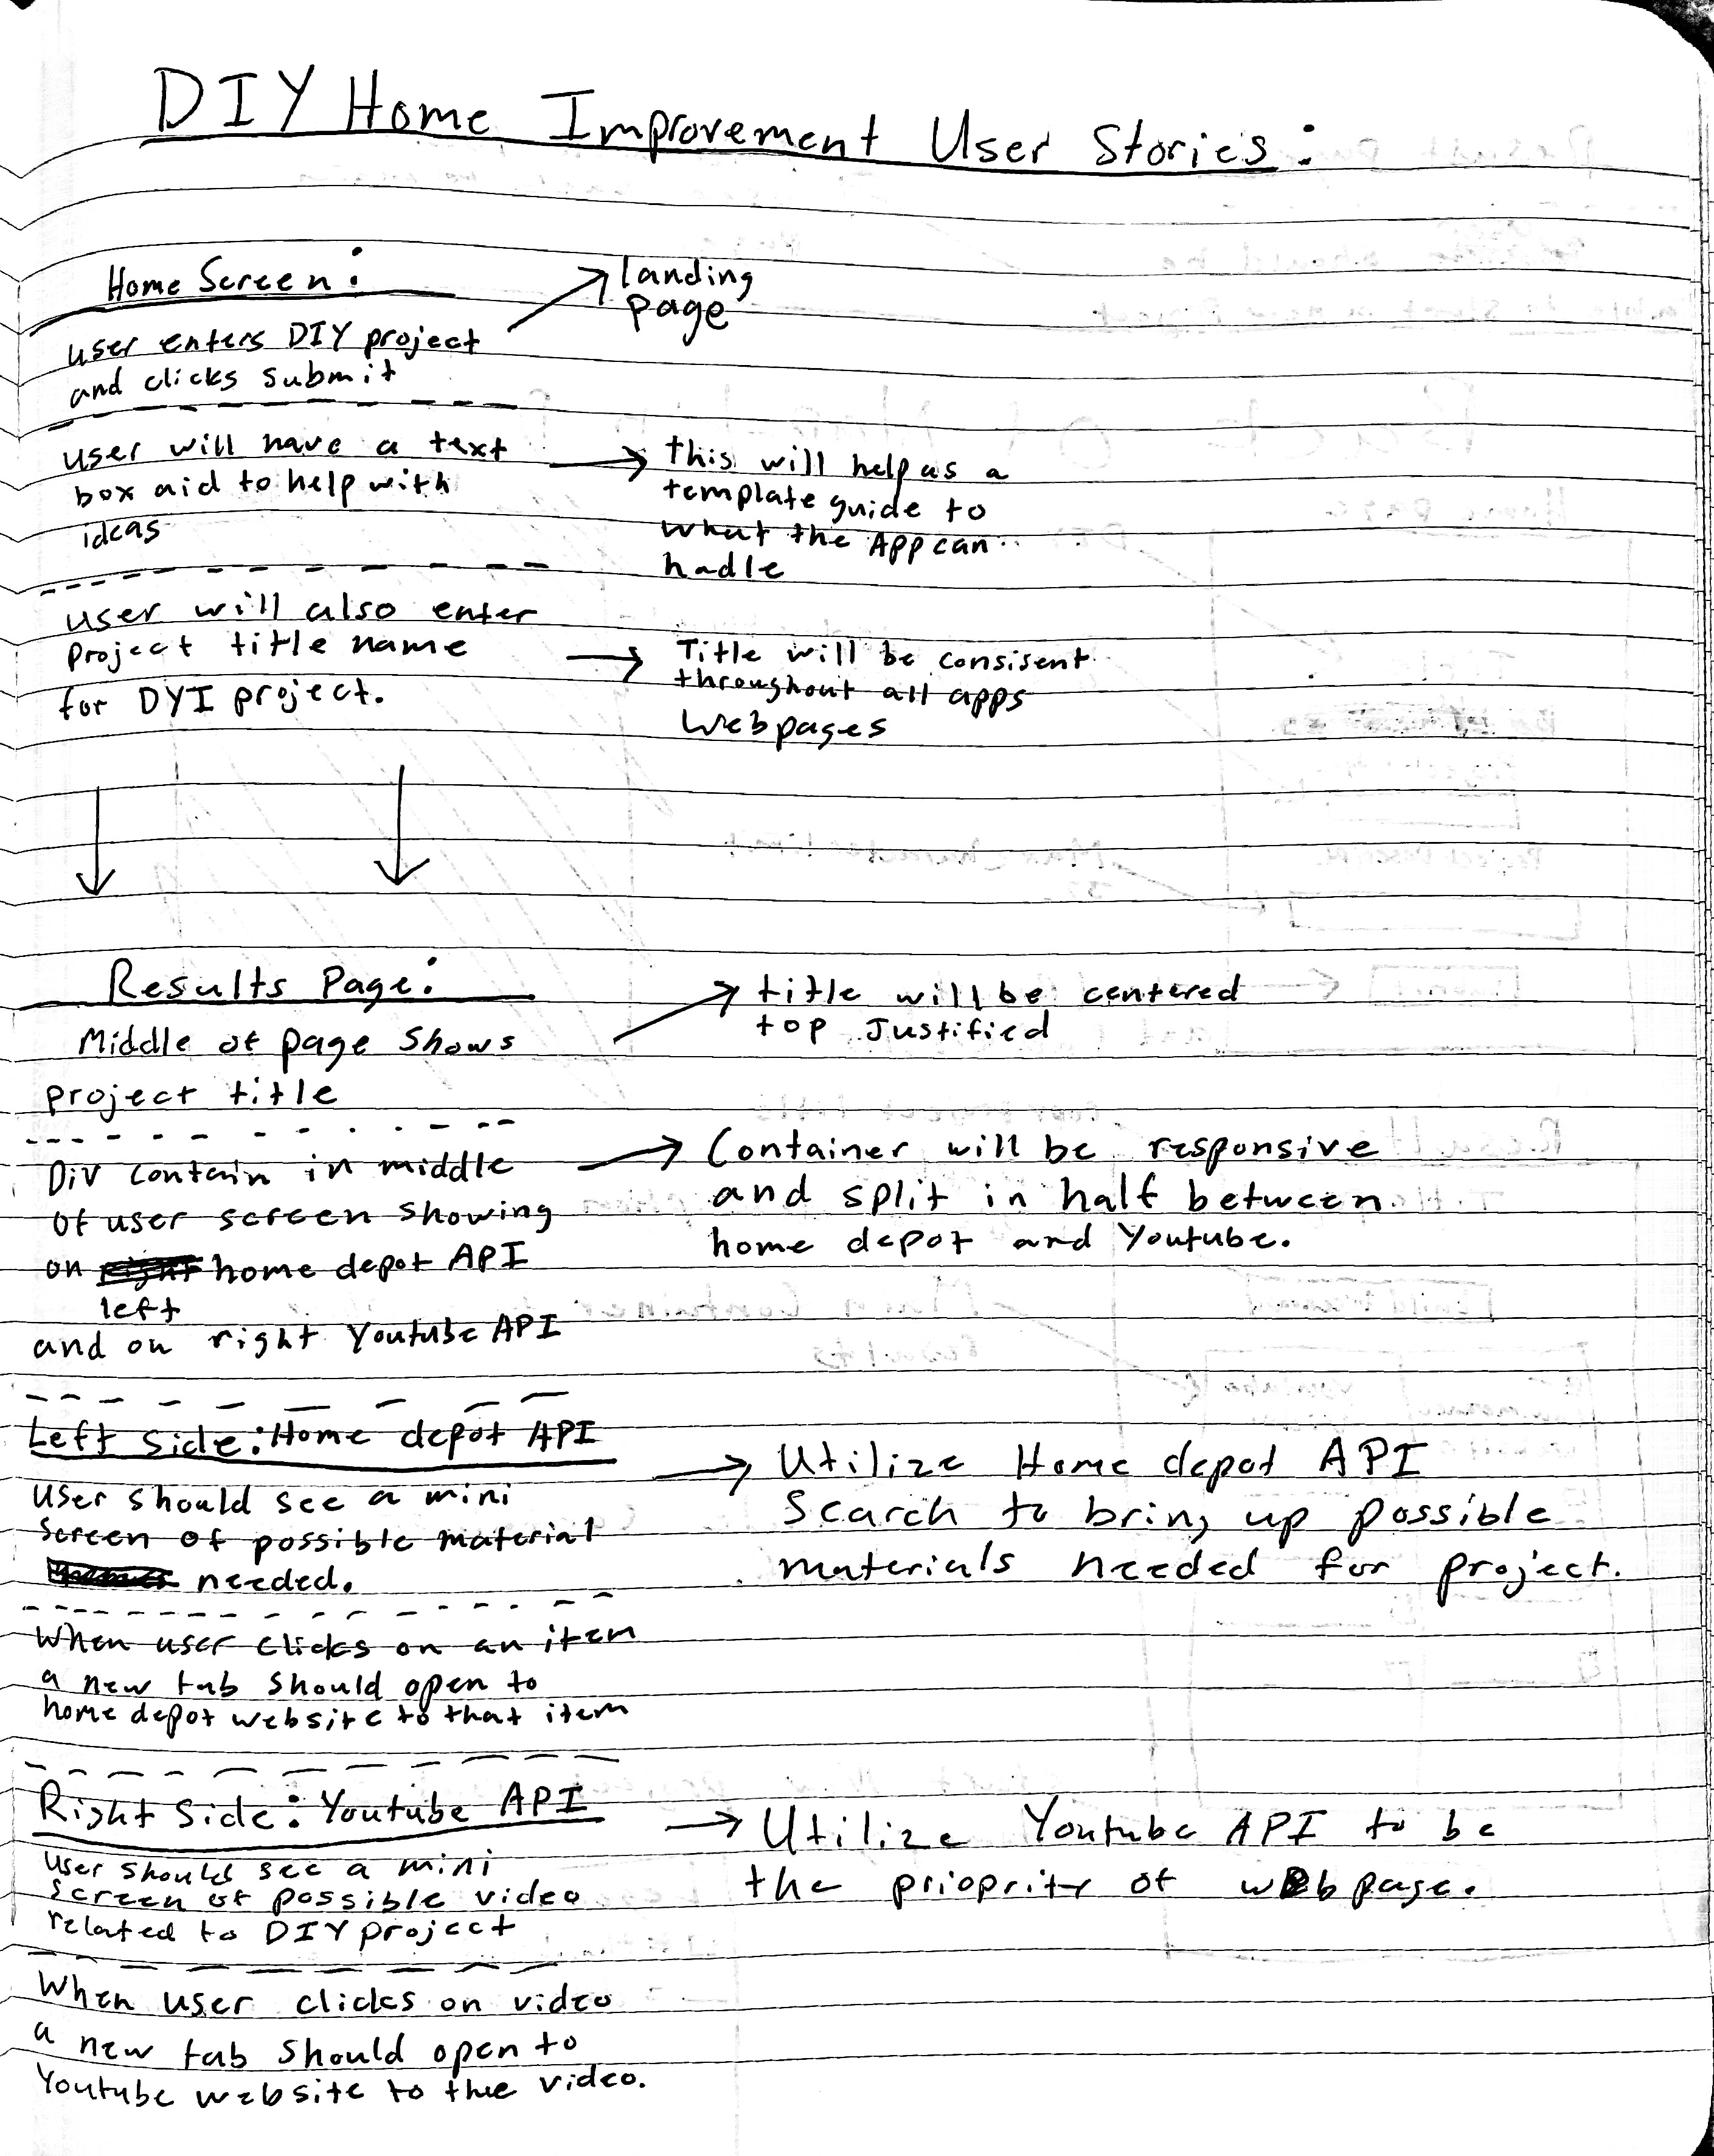 DIY Home Improvement User Stories:
Home Screen:
user enters DIY project
and clicks submit
landing
page
user will have a text
box aid to help with
ideas
this will help as a
template guide to
what the App can
hadle
user will also enter
project title name
for DYI project.
Title will be consisent
throughout all apps
Webpages
Results Page:
Middle of page shows
project title
title will be centered
top Justified
Div contain in middle
of user screen showing
on home depot API
left
and on right Youtube API
Container will be responsive
and split in half between
home depot and Youtube.
Left side: Home depot API
User should see a mini
screen of possible material
needed.
Utilize Home depot API
Search to bring up possible
materials needed for project.
When user clicks on an item
a new tab should open to
home depot website to that item
Right Side: Youtube API
User should see a mini
screen of possible video
related to DIY project
Utilize Youtube API to be
the prioprity of web page.
When user clicks on video
a new tab should open to
Youtube website to thee video.